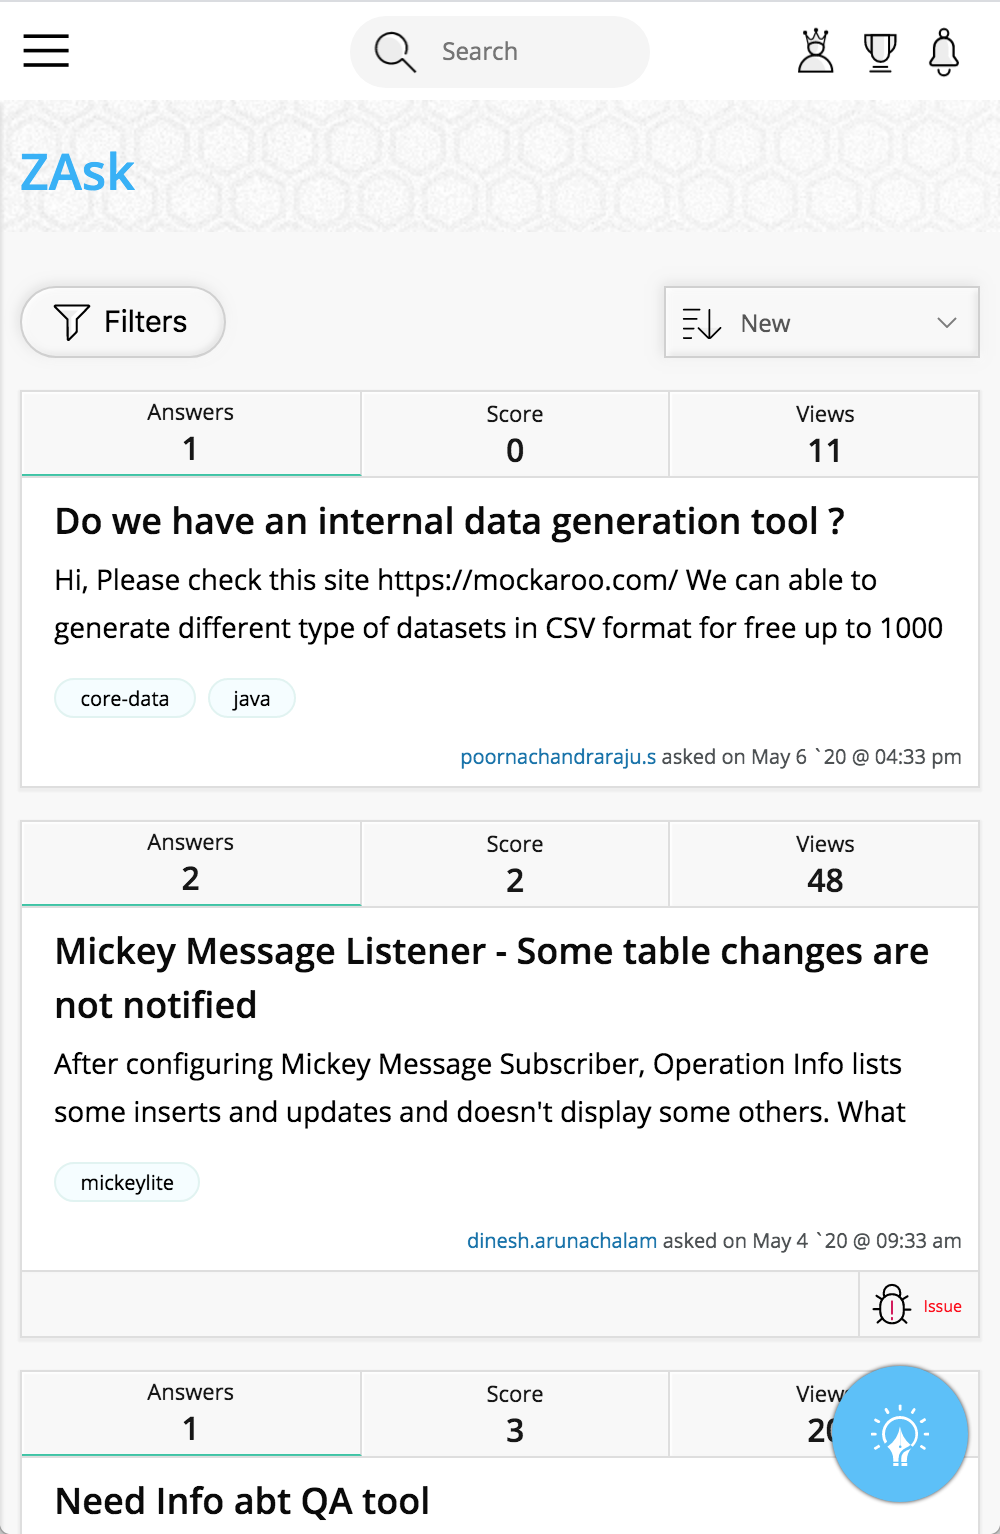 Search
ZAsk
Filters
New
Answers Score Views
1 0 11
Do we have an internal data generation tool ?
Hi, Please check this site https://mockaroo.com/ We can able to
generate different type of datasets in CSV format for free up to 1000
core-data java
poornachandraraju.s asked on May 6 `20 @ 04:33 pm
Answers Score Views
2 2 48
Mickey Message Listener - Some table changes are
not notified
After configuring Mickey Message Subscriber, Operation Info lists
some inserts and updates and doesn't display some others. What
mickeylite
dinesh.arunachalam asked on May 4 `20 @ 09:33 am
Issue
Answers Score
1 3
Need Info abt QA tool